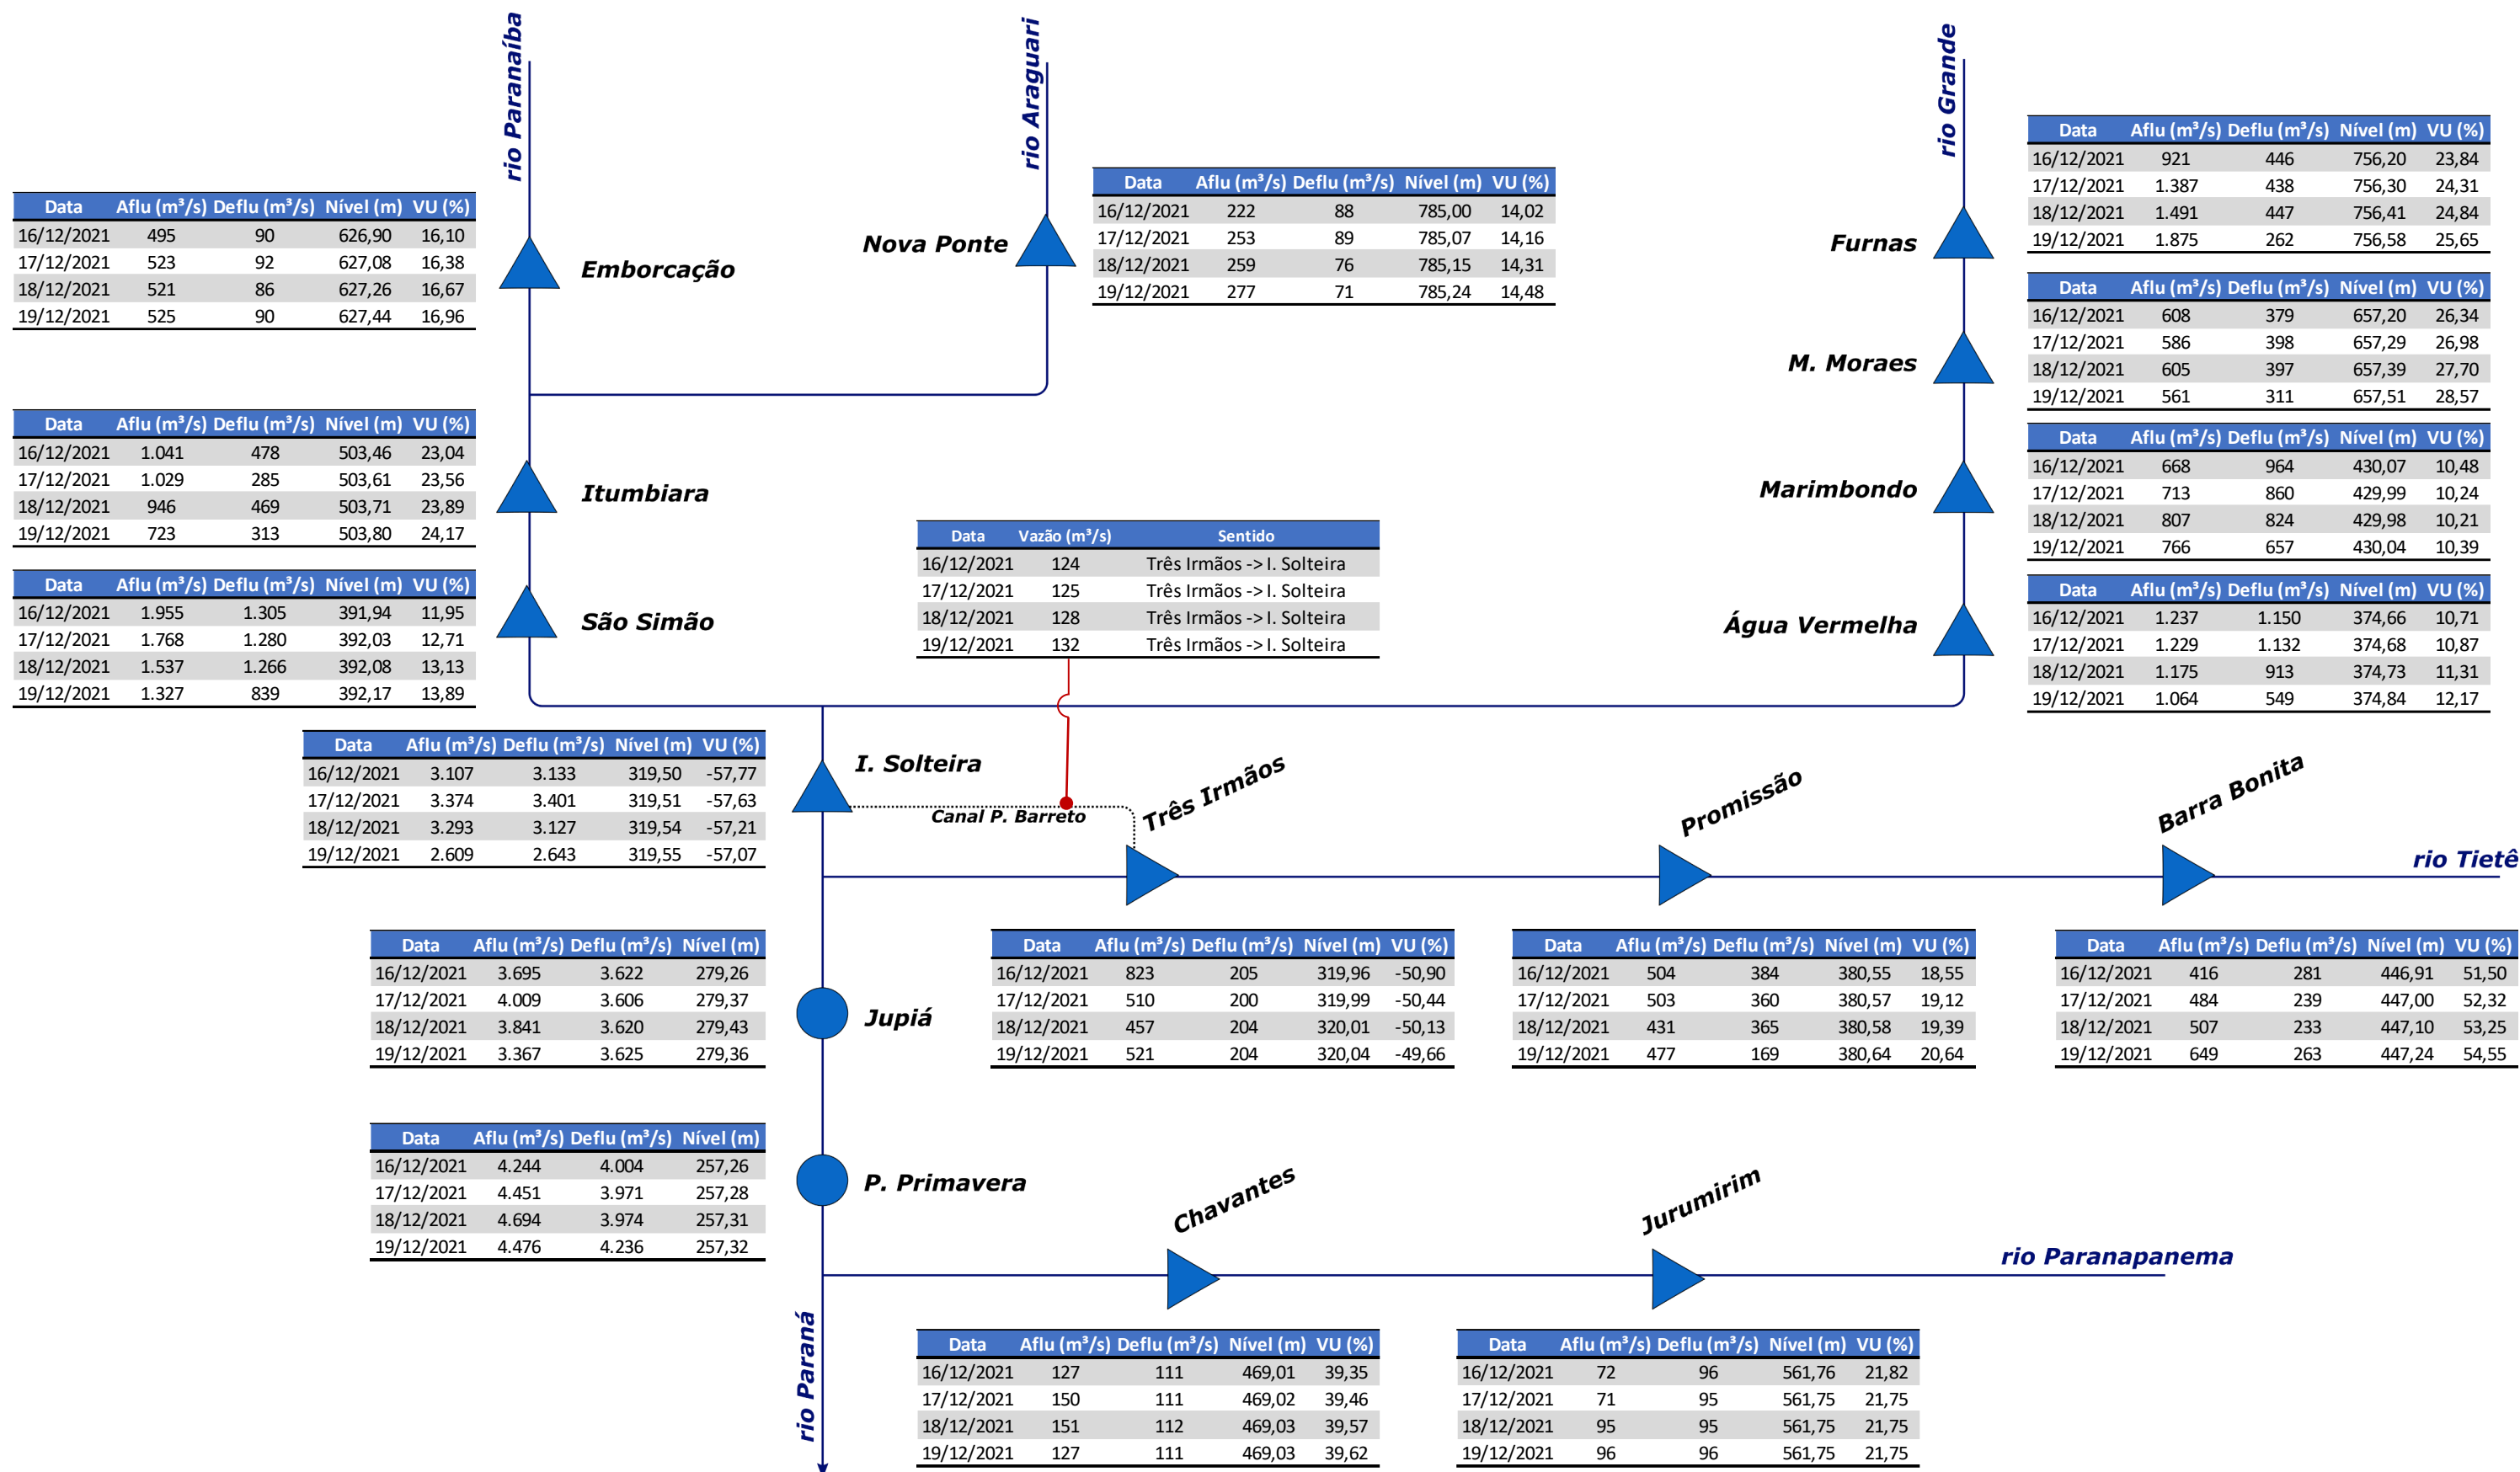 rio Paranaíba
rio Araguari
rio Grande
Data Aflu (m³/s) Deflu (m³/s) Nível (m) VU (%)
16/12/2021 495 90 626,90 16,10
17/12/2021 523 92 627,08 16,38
18/12/2021 521 86 627,26 16,67
19/12/2021 525 90 627,44 16,96
Emborcação
Nova Ponte
Data Aflu (m³/s) Deflu (m³/s) Nível (m) VU (%)
16/12/2021 222 88 785,00 14,02
17/12/2021 253 89 785,07 14,16
18/12/2021 259 76 785,15 14,31
19/12/2021 277 71 785,24 14,48
Furnas
Data Aflu (m³/s) Deflu (m³/s) Nível (m) VU (%)
16/12/2021 921 446 756,20 23,84
17/12/2021 1.387 438 756,30 24,31
18/12/2021 1.491 447 756,41 24,84
19/12/2021 1.875 262 756,58 25,65
M. Moraes
Data Aflu (m³/s) Deflu (m³/s) Nível (m) VU (%)
16/12/2021 608 379 657,20 26,34
17/12/2021 586 398 657,29 26,98
18/12/2021 605 397 657,39 27,70
19/12/2021 561 311 657,51 28,57
Data Aflu (m³/s) Deflu (m³/s) Nível (m) VU (%)
16/12/2021 1.041 478 503,46 23,04
17/12/2021 1.029 285 503,61 23,56
18/12/2021 946 469 503,71 23,89
19/12/2021 723 313 503,80 24,17
Itumbiara
Marimbondo
Data Aflu (m³/s) Deflu (m³/s) Nível (m) VU (%)
16/12/2021 668 964 430,07 10,48
17/12/2021 713 860 429,99 10,24
18/12/2021 807 824 429,98 10,21
19/12/2021 766 657 430,04 10,39
Data Aflu (m³/s) Deflu (m³/s) Nível (m) VU (%)
16/12/2021 1.955 1.305 391,94 11,95
17/12/2021 1.768 1.280 392,03 12,71
18/12/2021 1.537 1.266 392,08 13,13
19/12/2021 1.327 839 392,17 13,89
São Simão
Data Vazão (m³/s) Sentido
16/12/2021 124 Três Irmãos -> I. Solteira
17/12/2021 125 Três Irmãos -> I. Solteira
18/12/2021 128 Três Irmãos -> I. Solteira
19/12/2021 132 Três Irmãos -> I. Solteira
Água Vermelha
Data Aflu (m³/s) Deflu (m³/s) Nível (m) VU (%)
16/12/2021 1.237 1.150 374,66 10,71
17/12/2021 1.229 1.132 374,68 10,87
18/12/2021 1.175 913 374,73 11,31
19/12/2021 1.064 549 374,84 12,17
Data Aflu (m³/s) Deflu (m³/s) Nível (m) VU (%)
16/12/2021 3.107 3.133 319,50 -57,77
17/12/2021 3.374 3.401 319,51 -57,63
18/12/2021 3.293 3.127 319,54 -57,21
19/12/2021 2.609 2.643 319,55 -57,07
I. Solteira
Canal P. Barreto
Três Irmãos
Promissão
Barra Bonita
rio Tietê
Data Aflu (m³/s) Deflu (m³/s) Nível (m)
16/12/2021 3.695 3.622 279,26
17/12/2021 4.009 3.606 279,37
18/12/2021 3.841 3.620 279,43
19/12/2021 3.367 3.625 279,36
Jupiá
Data Aflu (m³/s) Deflu (m³/s) Nível (m) VU (%)
16/12/2021 823 205 319,96 -50,90
17/12/2021 510 200 319,99 -50,44
18/12/2021 457 204 320,01 -50,13
19/12/2021 521 204 320,04 -49,66
Data Aflu (m³/s) Deflu (m³/s) Nível (m) VU (%)
16/12/2021 504 384 380,55 18,55
17/12/2021 503 360 380,57 19,12
18/12/2021 431 365 380,58 19,39
19/12/2021 477 169 380,64 20,64
Data Aflu (m³/s) Deflu (m³/s) Nível (m) VU (%)
16/12/2021 416 281 446,91 51,50
17/12/2021 484 239 447,00 52,32
18/12/2021 507 233 447,10 53,25
19/12/2021 649 263 447,24 54,55
Data Aflu (m³/s) Deflu (m³/s) Nível (m)
16/12/2021 4.244 4.004 257,26
17/12/2021 4.451 3.971 257,28
18/12/2021 4.694 3.974 257,31
19/12/2021 4.476 4.236 257,32
P. Primavera
Chavantes
Jurumirim
rio Paranapanema
rio Paraná
Data Aflu (m³/s) Deflu (m³/s) Nível (m) VU (%)
16/12/2021 127 111 469,01 39,35
17/12/2021 150 111 469,02 39,46
18/12/2021 151 112 469,03 39,57
19/12/2021 127 111 469,03 39,62
Data Aflu (m³/s) Deflu (m³/s) Nível (m) VU (%)
16/12/2021 72 96 561,76 21,82
17/12/2021 71 95 561,75 21,75
18/12/2021 95 95 561,75 21,75
19/12/2021 96 96 561,75 21,75